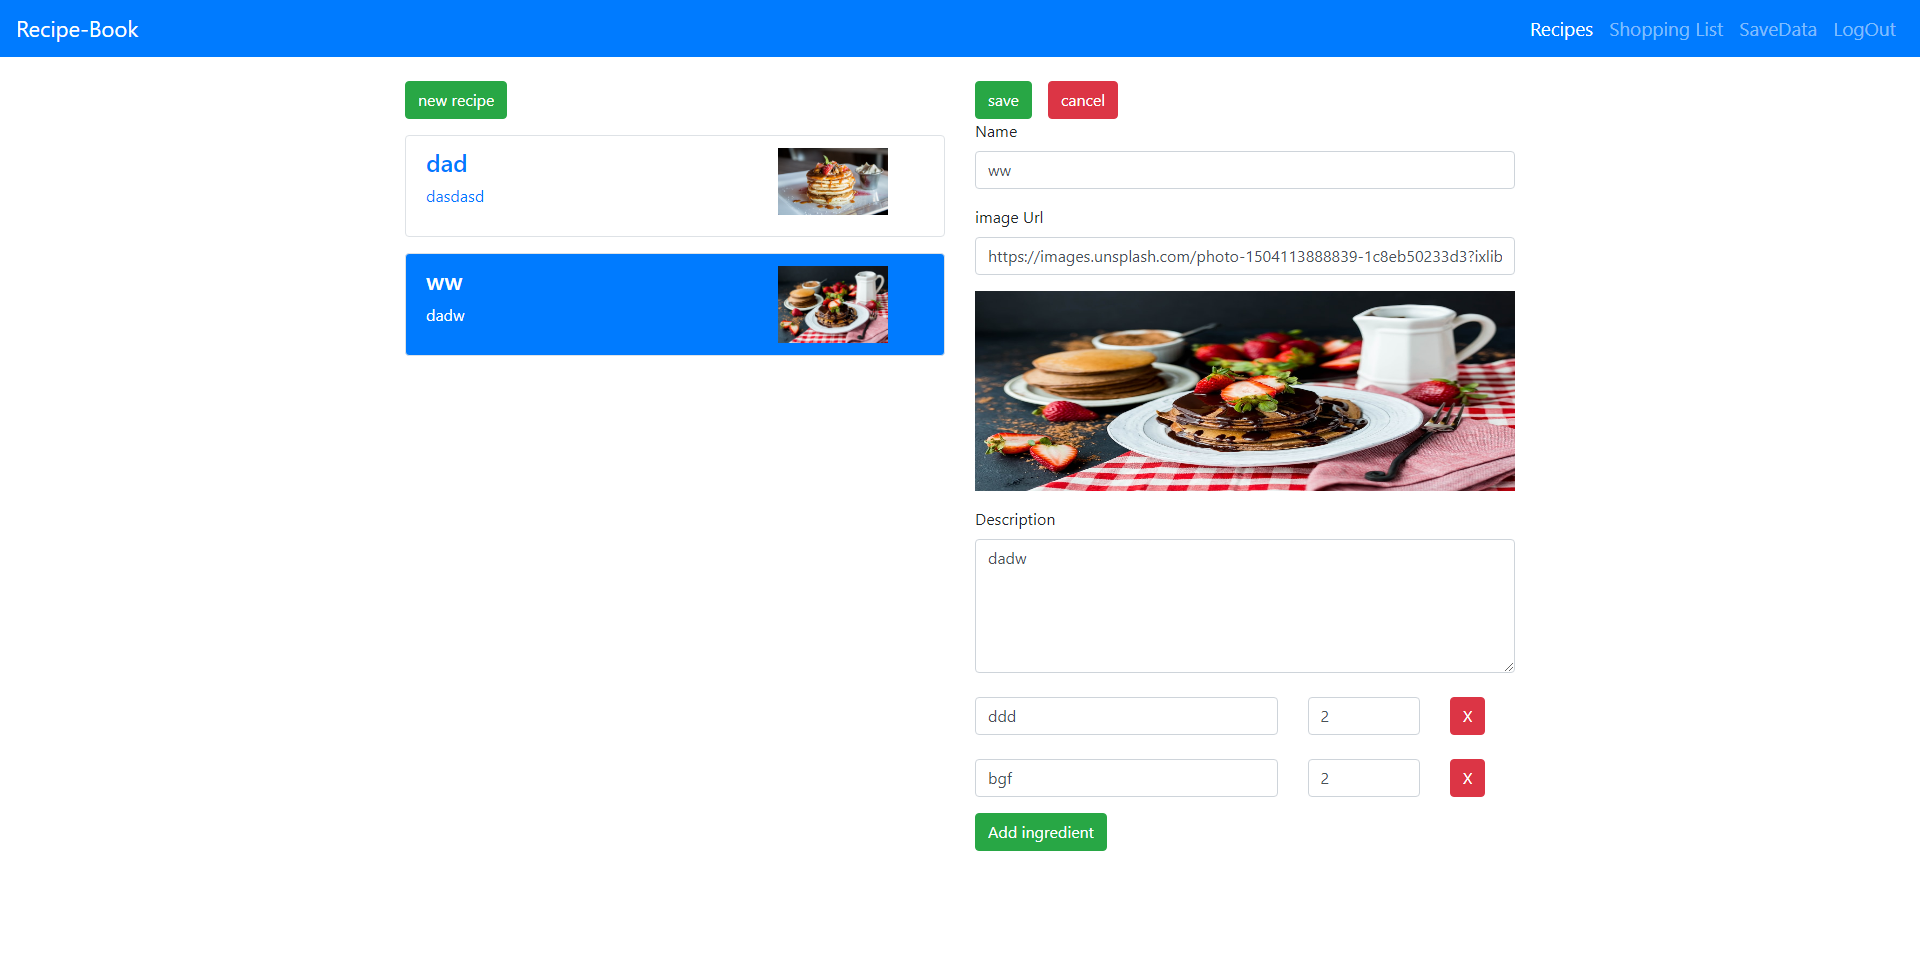 Recipe-Book
Recipes Shopping List SaveData LogOut
new recipe
dad
dasdasd
ww
dadw
save cancel
Name
ww
image Url
https://images.unsplash.com/photo-1504113888839-1c8eb50233d3?ixlib
Description
dadw
ddd 2 X
bgf 2 X
Add ingredient